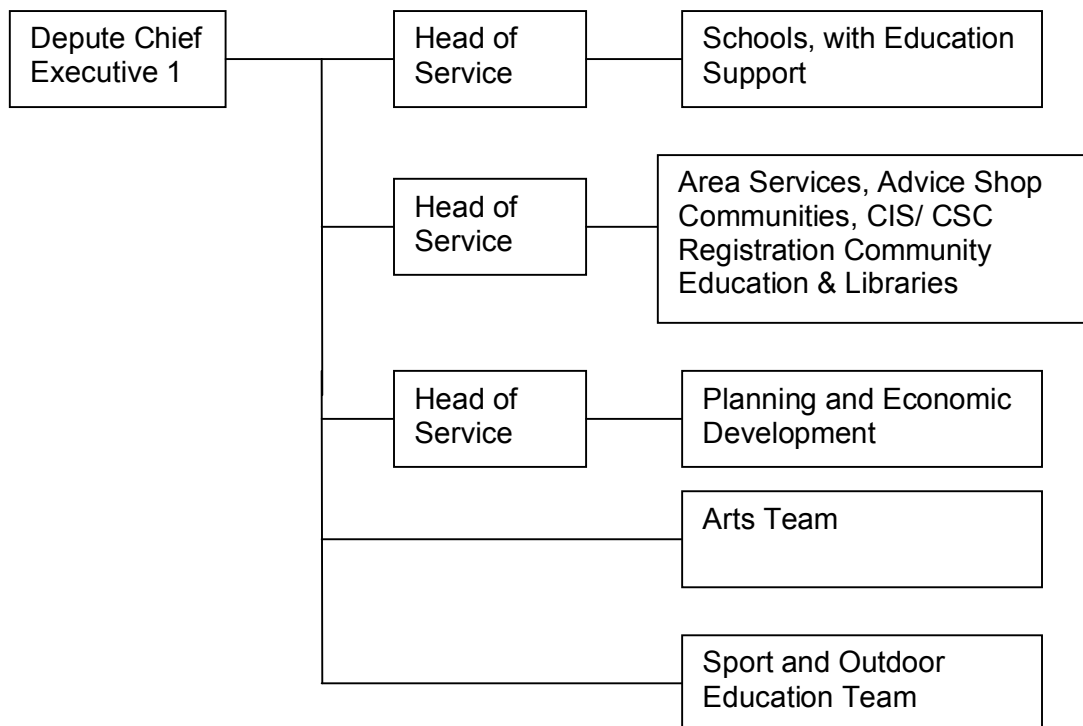 Depute Chief
Executive 1
Head of
Service
Schools, with Education
Support
Head of
Service
Area Services, Advice Shop
Communities, CIS/ CSC
Registration Community
Education & Libraries
Head of
Service
Planning and Economic
Development
Arts Team
Sport and Outdoor
Education Team